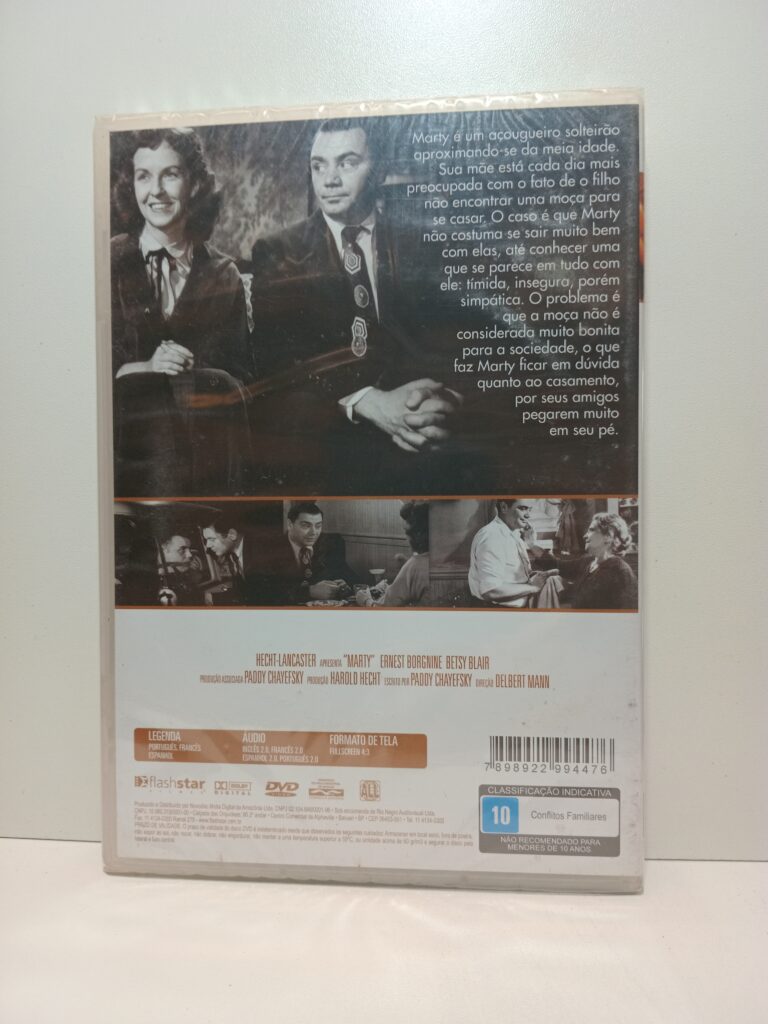 Marty é um açougueiro solteirão
aproximando-se da meia idade.
Sua mãe está cada dia mais
preocupada com o fato de o filho
não encontrar uma moça para
se casar. O caso é que Marty
não costuma se sair muito bem
com elas, até conhecer uma
que se parece em tudo com
ele: tímida, insegura, porém
simpática. O problema é
que a moça não é
considerada muito bonita
para a sociedade, o que
faz Marty ficar em dúvida
quanto ao casamento,
por seus amigos
pegarem muito
em seu pé.
HECHT-LANCASTER APRESENTA "MARTY" ERNEST BORGNINE BETSY BLAIR
PRODUÇÃO ASSOCIADA PADDY CHAYEFSKY PRODUÇÃO HAROLD HECHT ESCRITO POR PADDY CHAYEFSKY DIREÇÃO DELBERT MANN
LEGENDA
PORTUGUÊS, FRANCÊS
ESPANHOL
ÁUDIO
INGLÊS 2.0, FRANCÊS 2.0
ESPANHOL 2.0, PORTUGUÊS 2.0
FORMATO DE TELA
FULLSCREEN 4:3
7 898922 994476
flashstar
DOLBY
DIGITAL
DVD
VIDEO
ALL
CLASSIFICAÇÃO INDICATIVA
10
Conflitos Familiares
NÃO RECOMENDADO PARA
MENORES DE 10 ANOS